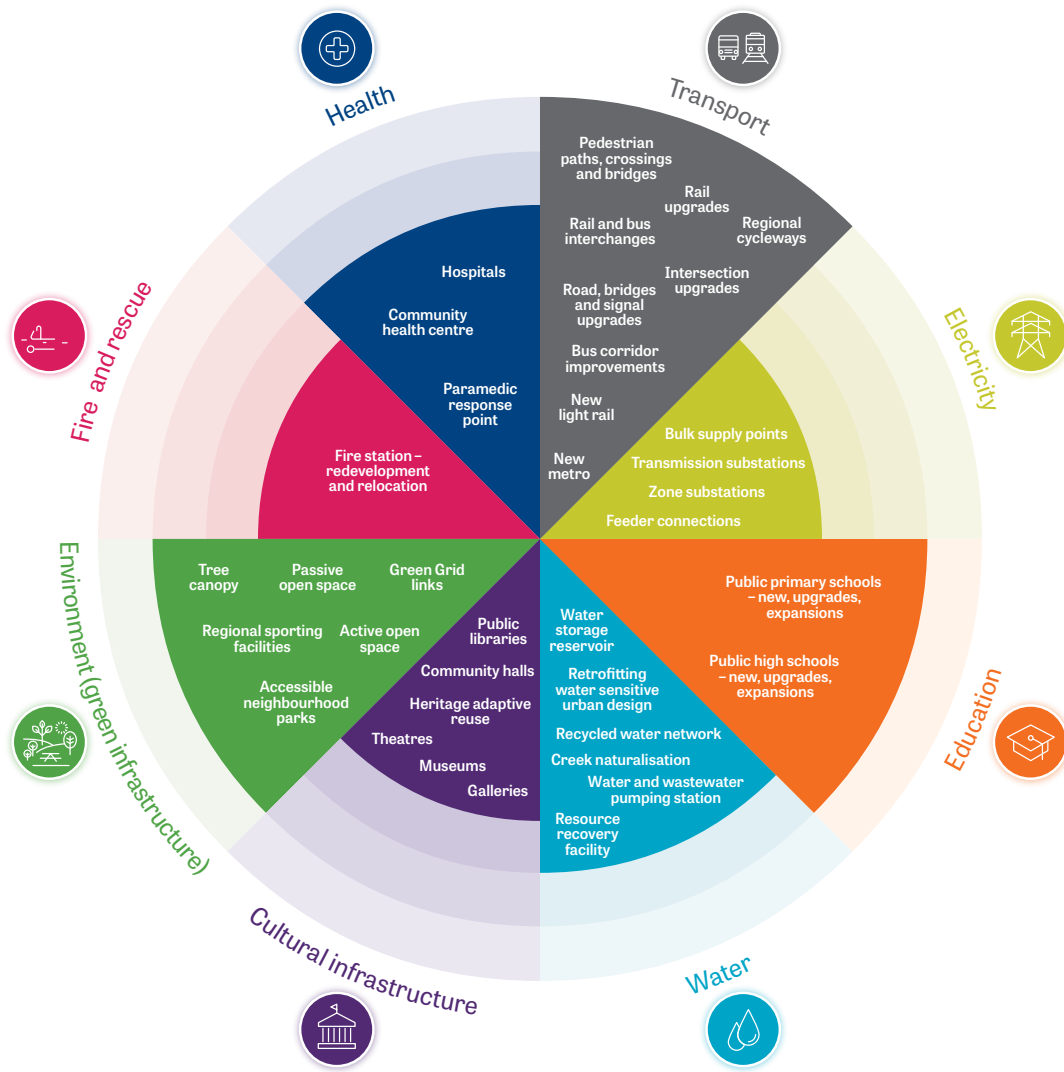 Health
Hospitals
Community
health centre
Paramedic
response
point
Transport
Pedestrian
paths, crossings
and bridges
Rail
upgrades
Rail and bus
interchanges
Regional
cycleways
Road, bridges
and signal
upgrades
Intersection
upgrades
Bus corridor
improvements
New
light rail
New
metro
Electricity
Bulk supply points
Transmission substations
Zone substations
Feeder connections
Education
Public primary schools
– new, upgrades,
expansions
Public high schools
– new, upgrades,
expansions
Water
Water
storage
reservoir
Retrofitting
water sensitive
urban design
Recycled water network
Creek naturalisation
Water and wastewater
pumping station
Resource
recovery
facility
Cultural infrastructure
Public
libraries
Community halls
Heritage adaptive
reuse
Theatres
Museums
Galleries
Environment (green infrastructure)
Tree
canopy
Passive
open space
Green Grid
links
Regional sporting
facilities
Active open
space
Accessible
neighbourhood
parks
Fire and rescue
Fire station –
redevelopment
and relocation